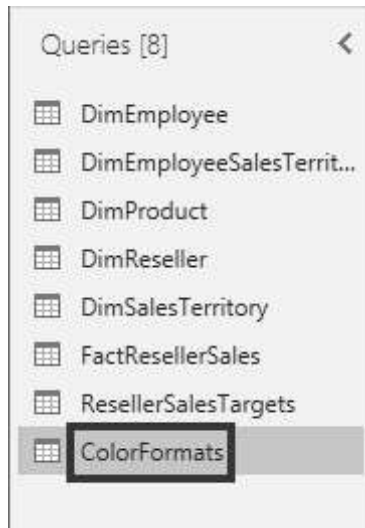 Queries [8]
DimEmployee
DimEmployeeSalesTerrit...
DimProduct
DimReseller
DimSalesTerritory
FactResellerSales
ResellerSalesTargets
ColorFormats